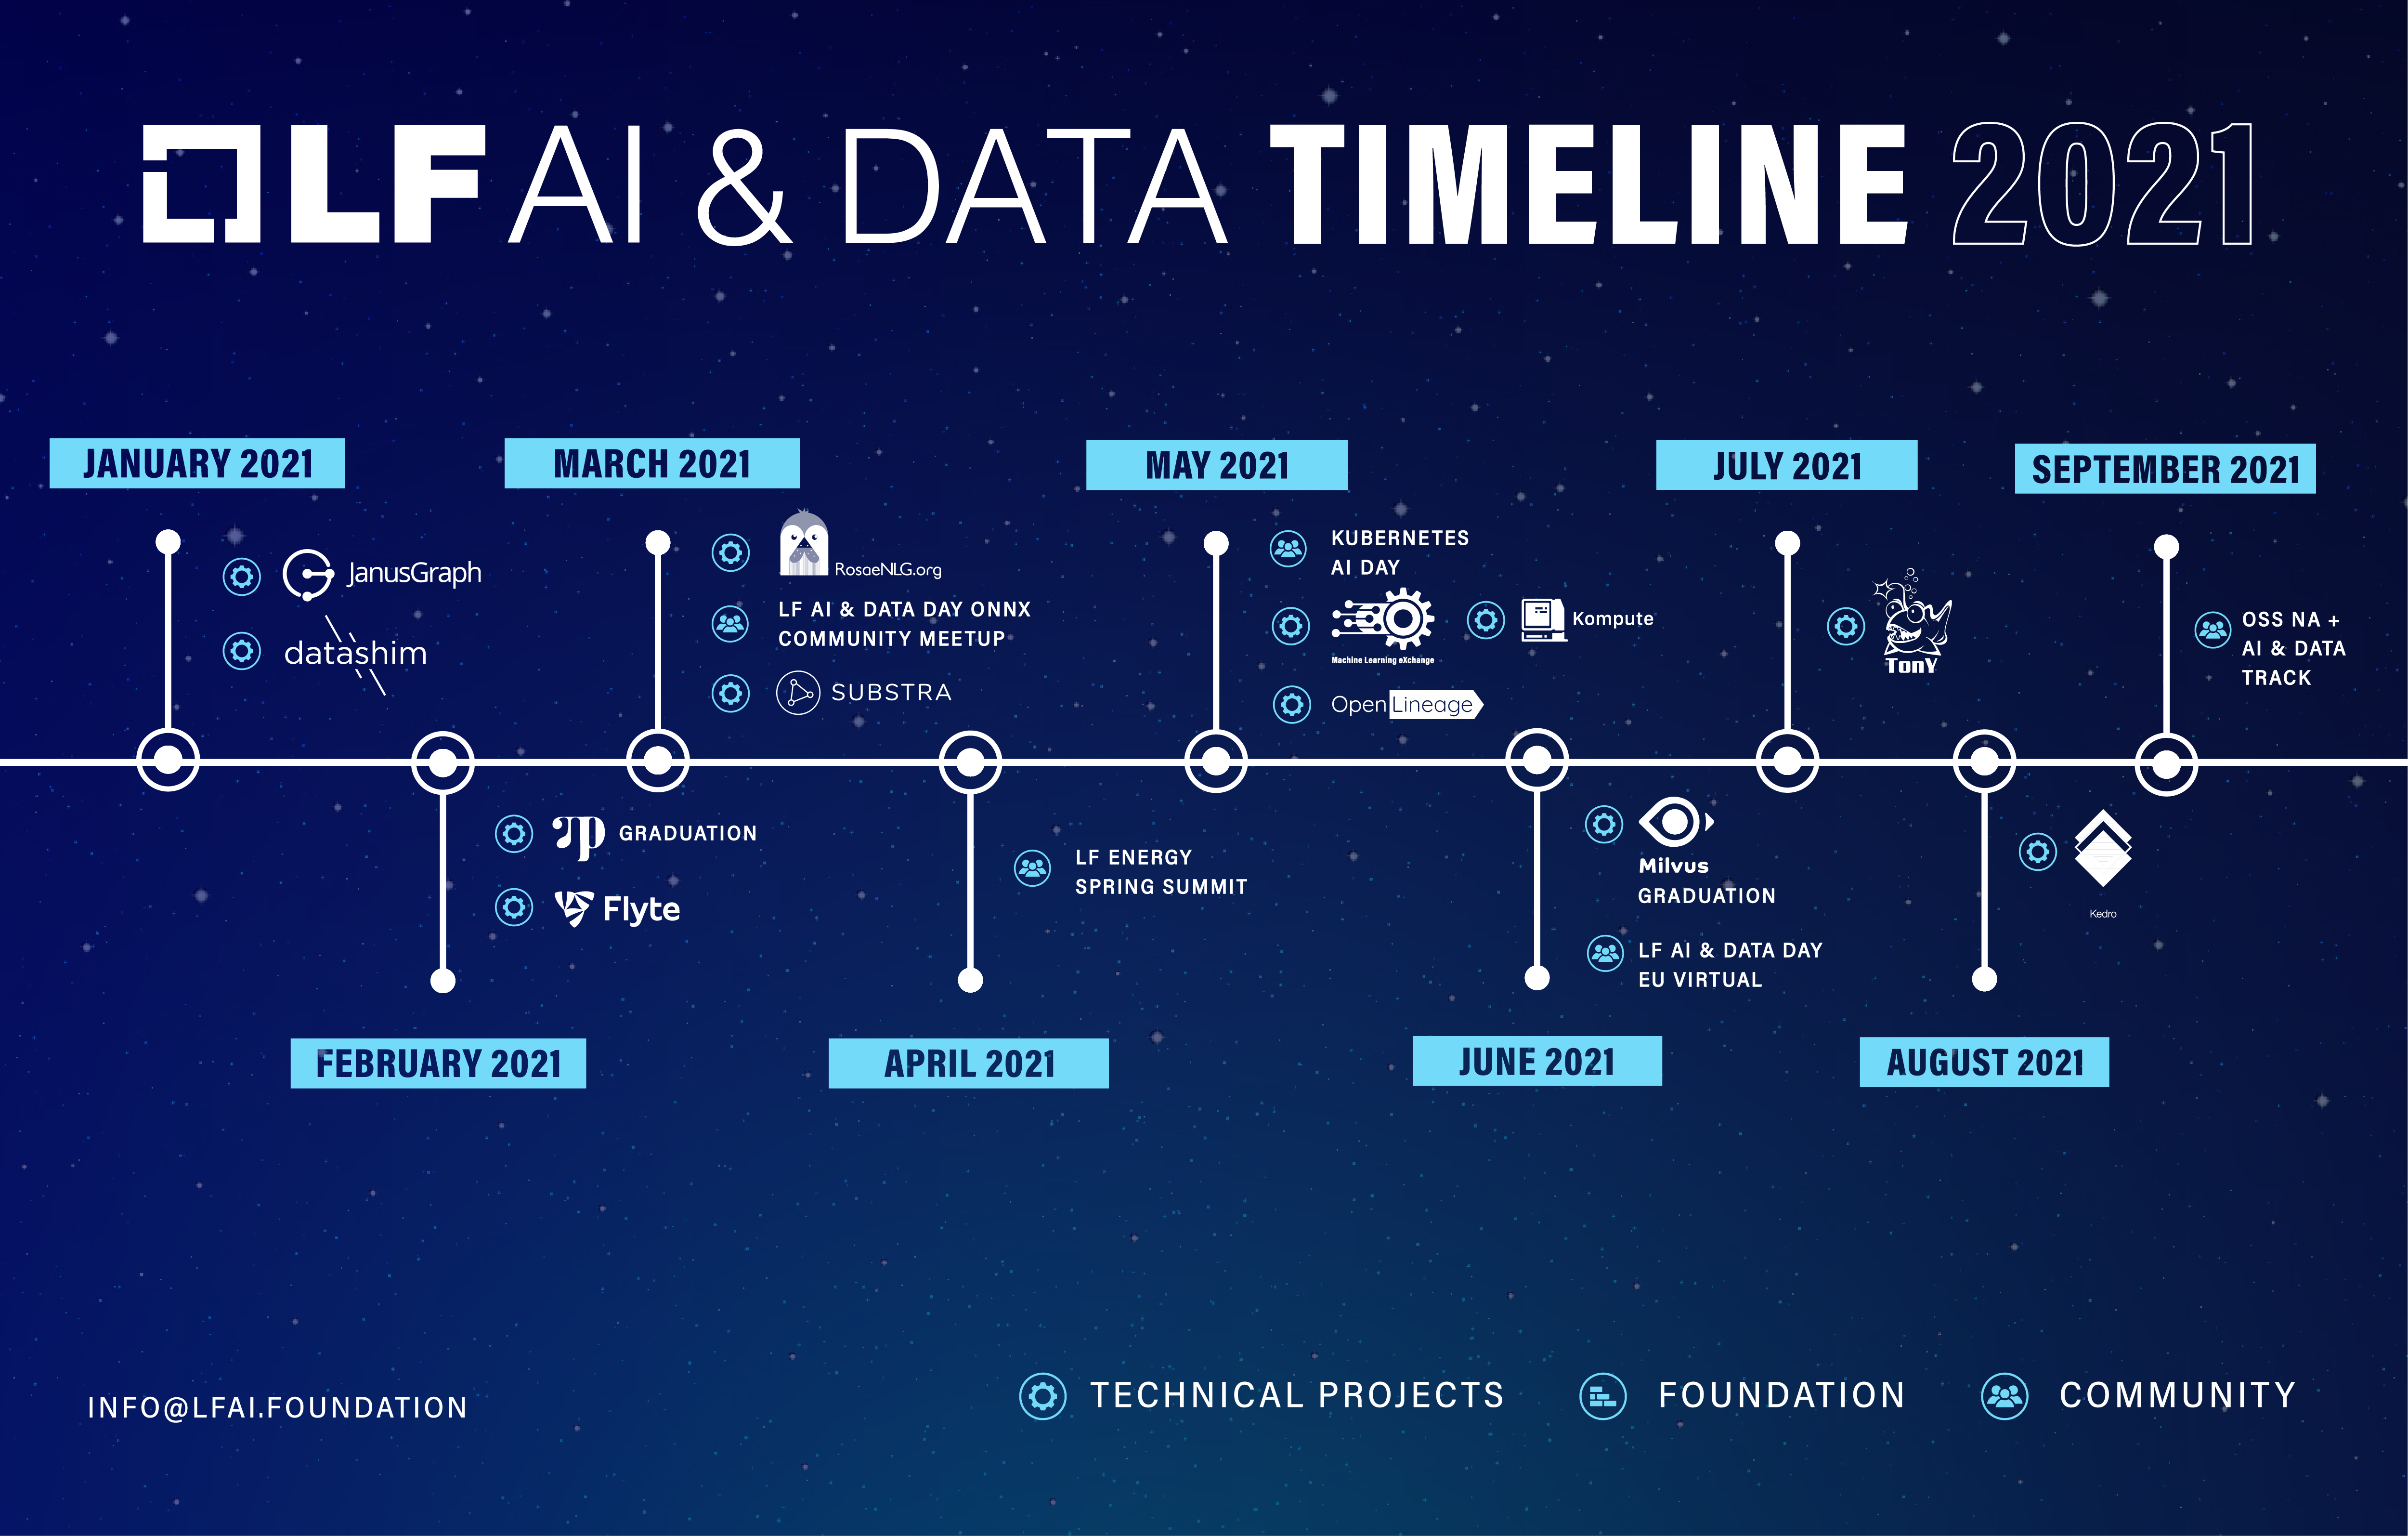 LF AI & DATA TIMELINE 2021
JANUARY 2021
JanusGraph
datashim
MARCH 2021
RosaeNLG.org
LF AI & DATA DAY ONNX
COMMUNITY MEETUP
SUBSTRA
MAY 2021
KUBERNETES
AI DAY
Machine Learning eXchange
Kompute
OpenLineage
JULY 2021
TonY
SEPTEMBER 2021
OSS NA +
AI & DATA
TRACK
GRADUATION
Flyte
FEBRUARY 2021
LF ENERGY
SPRING SUMMIT
APRIL 2021
Milvus
GRADUATION
LF AI & DATA DAY
EU VIRTUAL
JUNE 2021
Kedro
AUGUST 2021
INFO@LFAI.FOUNDATION
TECHNICAL PROJECTS
FOUNDATION
COMMUNITY